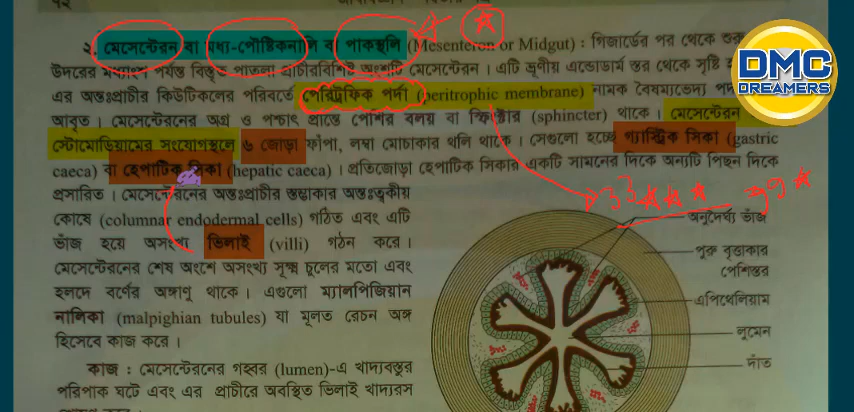 ২. মেসেন্টেরন বা মধ্য-পৌষ্টিকনালি বা পাকস্থলি (Mesenteron or Midgut) : গিজার্ডের পর থেকে শুরু
উদরের মধ্যাংশ পর্যন্ত বিস্তৃত পাতলা প্রাচীরবিশিষ্ট অংশটি মেসেন্টেরন। এটি ভ্রূণীয় এন্ডোডার্ম স্তর থেকে সৃষ্টি
এর অন্তঃপ্রাচীর কিউটিকলের পরিবর্তে পেরিট্রফিক পর্দা (peritrophic membrane) নামক বৈষম্যভেদ্য
আবৃত। মেসেন্টেরনের অগ্র ও পশ্চাৎ প্রান্তে পেশির বলয় বা স্ফিংক্টার (sphincter) থাকে। মেসেন্টেরন
স্টোমোডিয়ামের সংযোগস্থলে ৬ জোড়া ফাঁপা, লম্বা মোচাকার থলি থাকে। সেগুলো হচ্ছে গ্যাস্ট্রিক সিকা (gastric
caeca) বা হেপাটিক সিকা (hepatic caeca)। প্রতিজোড়া হেপাটিক সিকার একটি সামনের দিকে অন্যটি পিছন দিকে
প্রসারিত। মেসেন্টেরনের অন্তঃপ্রাচীর স্তম্ভাকার অন্তঃত্বকীয়
কোষে (columnar endodermal cells) গঠিত এবং এটি
ভাঁজ হয়ে অসংখ্য ভিলাই (villi) গঠন করে।
মেসেন্টেরনের শেষ অংশে অসংখ্য সূক্ষ্ম চুলের মতো এবং
হলদে বর্ণের অঙ্গাণু থাকে। এগুলো ম্যালপিজিয়ান
নালিকা (malpighian tubules) যা মূলত রেচন অঙ্গ
হিসেবে কাজ করে।
কাজ : মেসেন্টেরনের গহ্বর (lumen)-এ খাদ্যবস্তুর
পরিপাক ঘটে এবং এর প্রাচীরে অবস্থিত ভিলাই খাদ্যরস
অনুদৈর্ঘ্য ভাঁজ
পুরু বৃত্তাকার
পেশিস্তর
এপিথেলিয়াম
লুমেন
দাঁত
DMC
DREAMERS